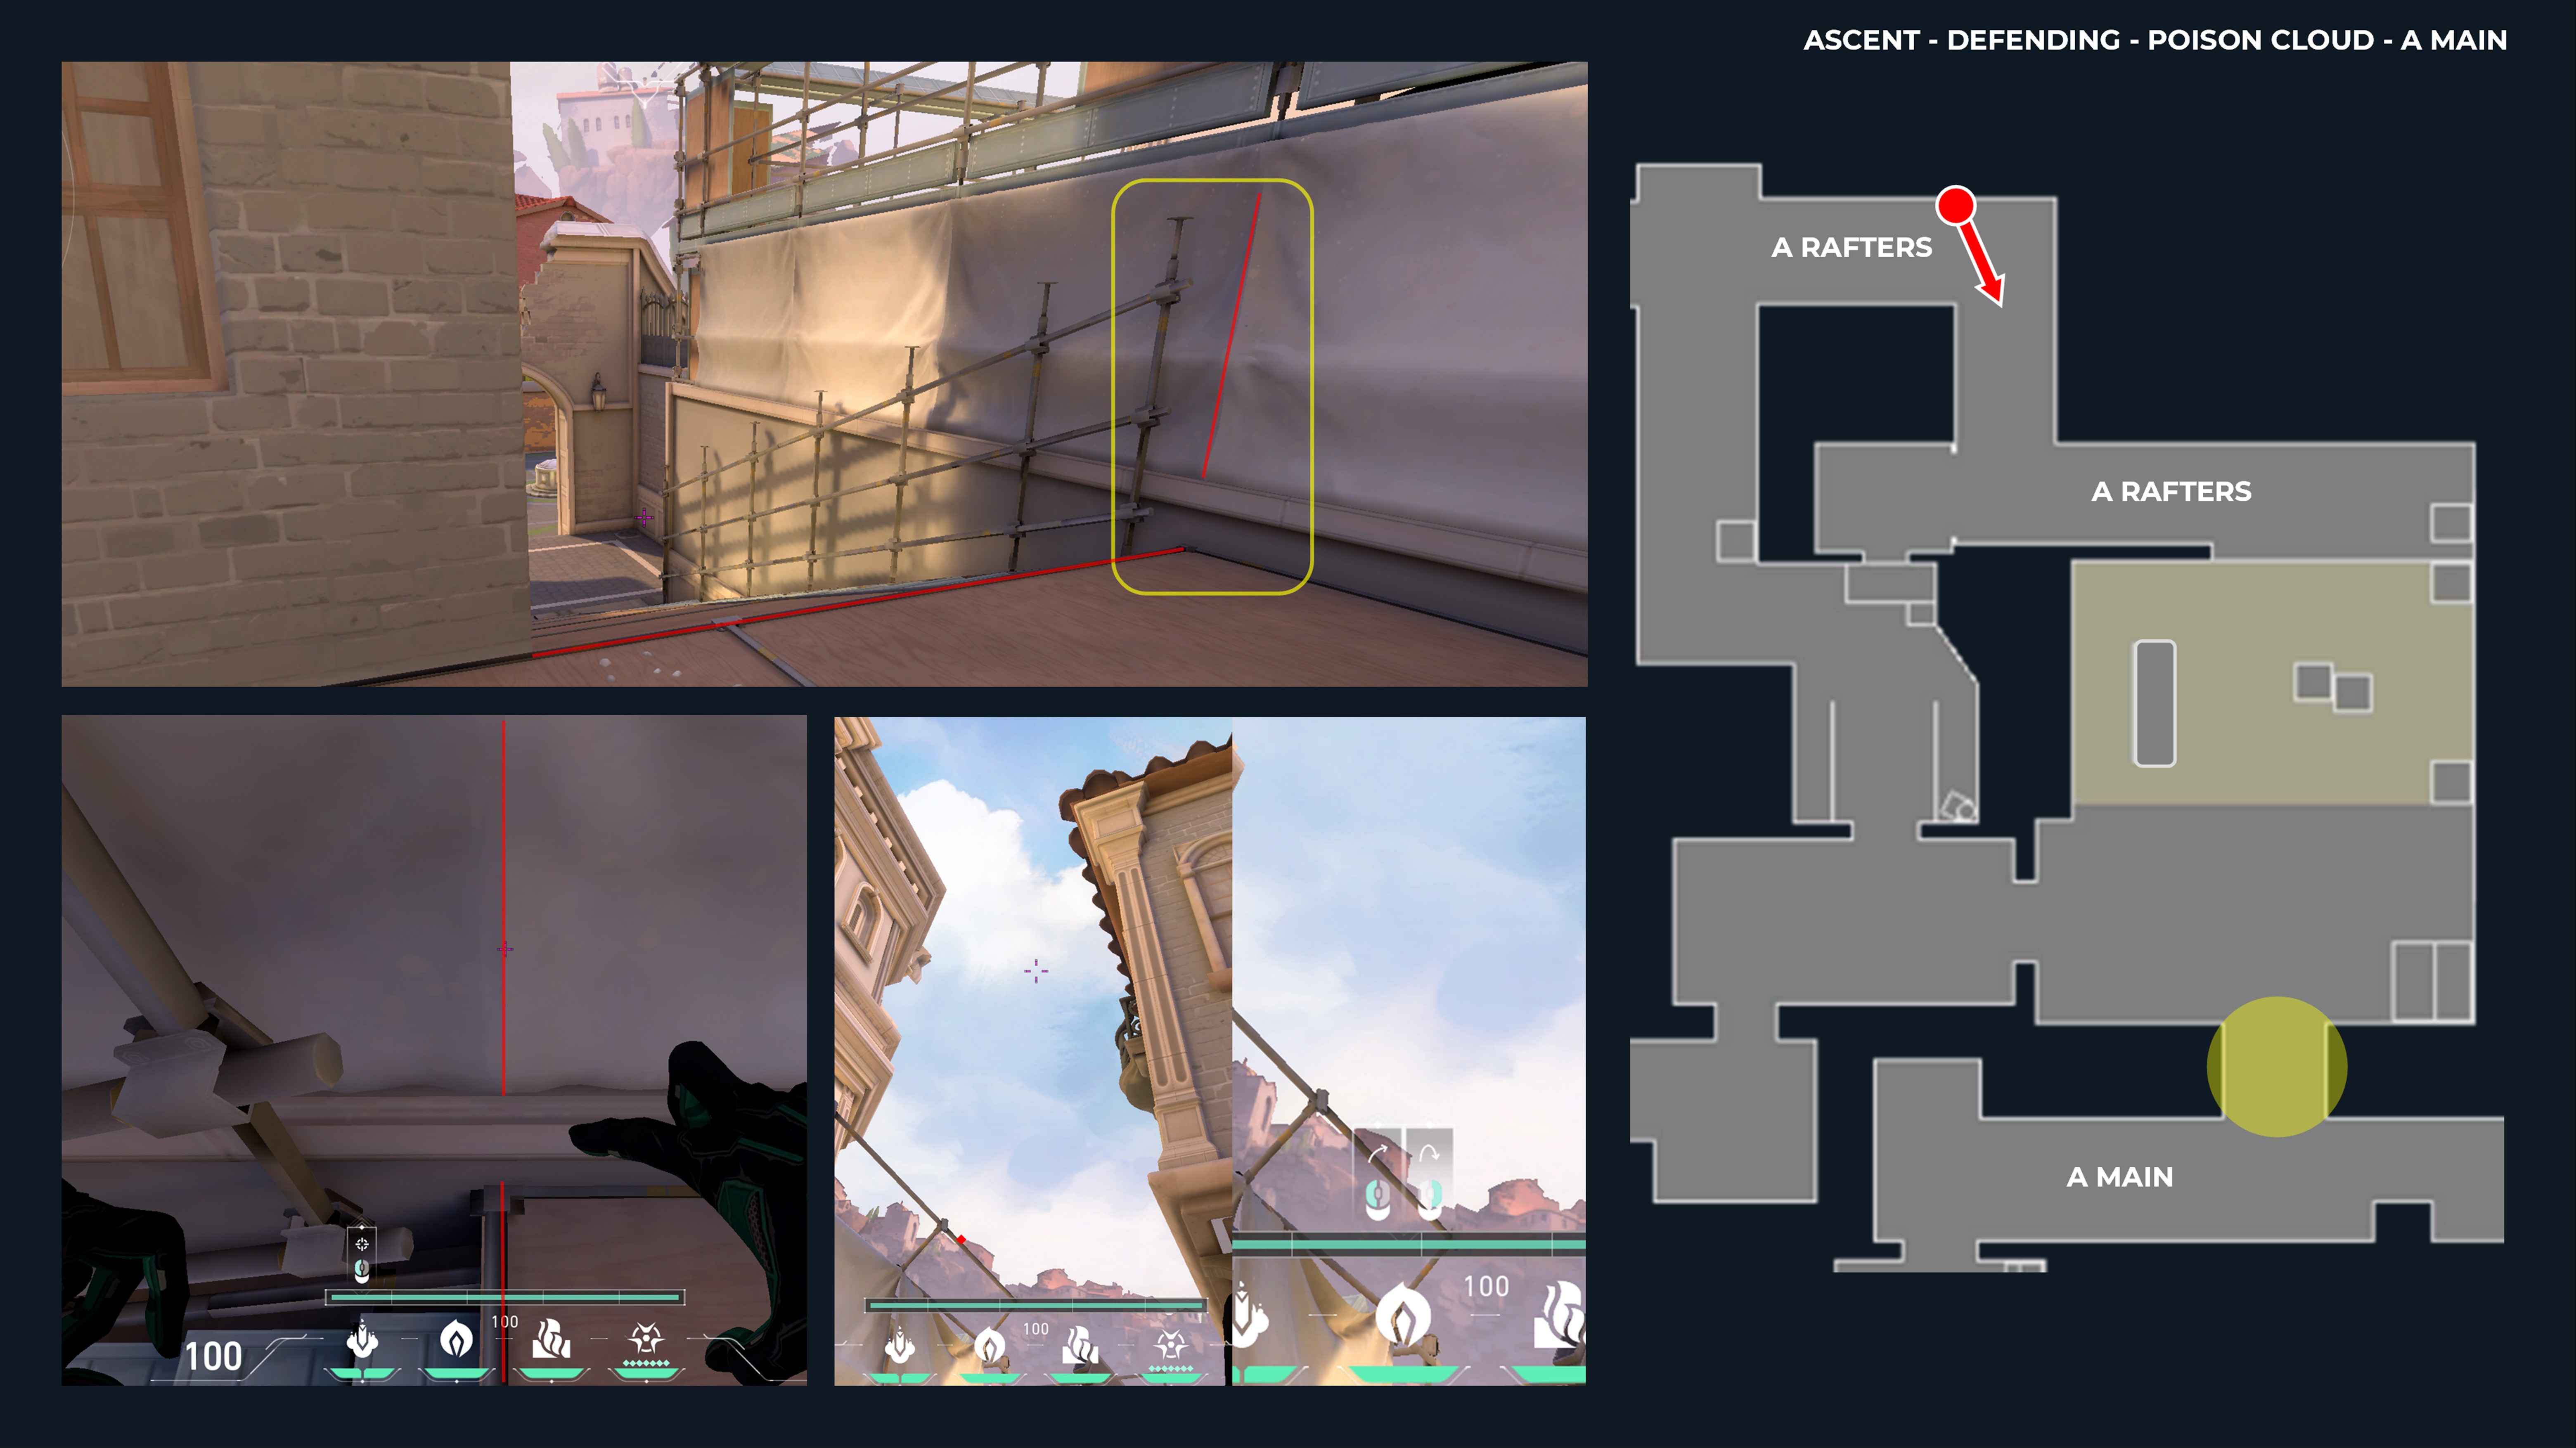 ASCENT - DEFENDING - POISON CLOUD - A MAIN
A RAFTERS
A RAFTERS
A MAIN
100
100
100
100